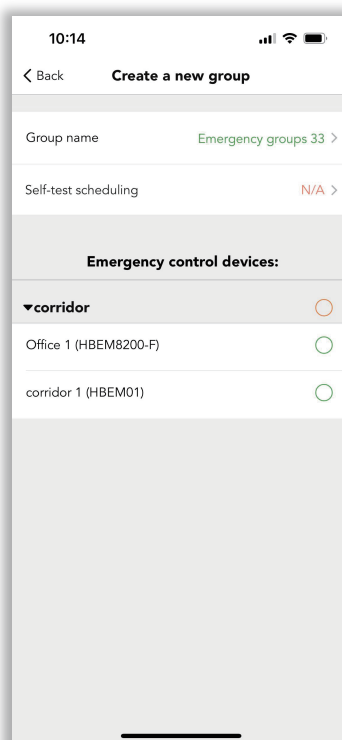 10:14
Back Create a new group
Group name Emergency groups 33
Self-test scheduling N/A
Emergency control devices:
corridor
Office 1 (HBEM8200-F)
corridor 1 (HBEM01)